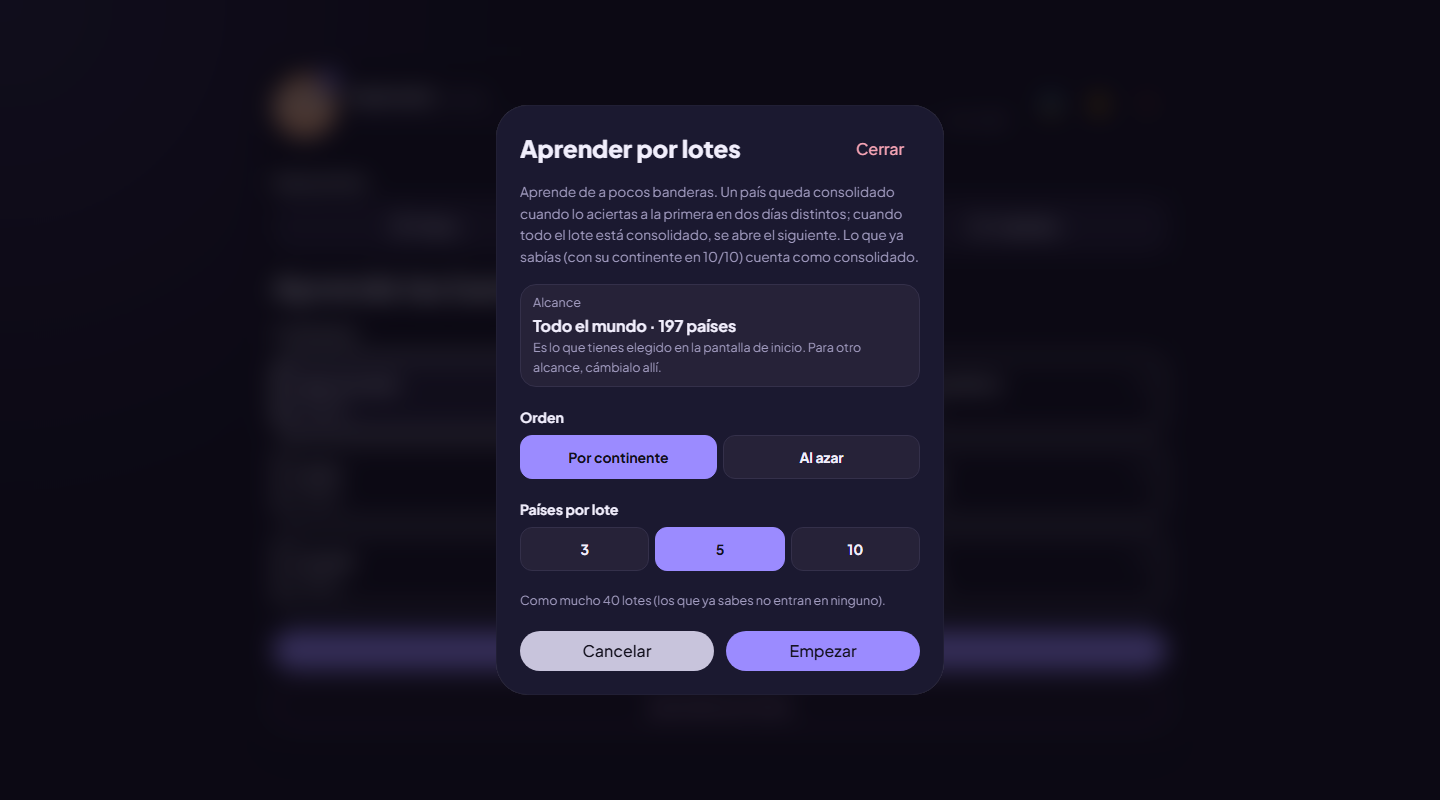 Aprender por lotes
Cerrar
Aprende de a pocos banderas. Un país queda consolidado
cuando lo aciertas a la primera en dos días distintos; cuando
todo el lote está consolidado, se abre el siguiente. Lo que ya
sabías (con su continente en 10/10) cuenta como consolidado.
Alcance
Todo el mundo · 197 países
Es lo que tienes elegido en la pantalla de inicio. Para otro
alcance, cámbialo allí.
Orden
Por continente
Al azar
Países por lote
3
5
10
Como mucho 40 lotes (los que ya sabes no entran en ninguno).
Cancelar
Empezar